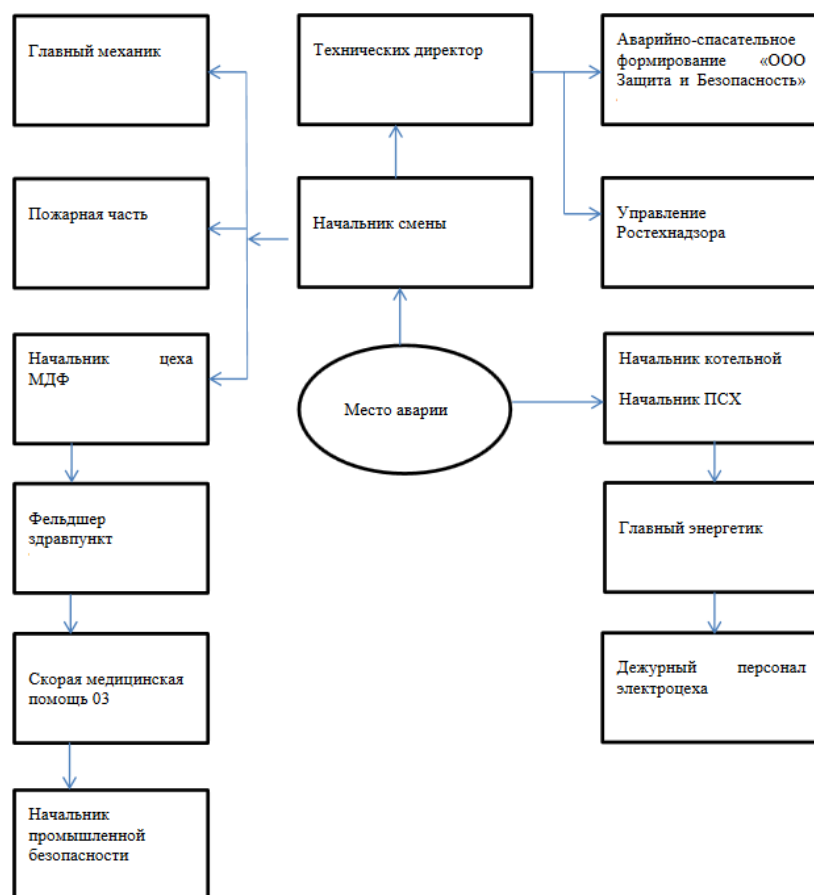 Главный механик
Технических директор
Аварийно-спасательное
формирование «ООО
Защита и Безопасность»
Пожарная часть
Начальник смены
Управление
Ростехнадзора
Начальник цеха
МДФ
Место аварии
Начальник котельной
Начальник ПСХ
Фельдшер
здравпункт
Главный энергетик
Скорая медицинская
помощь 03
Дежурный персонал
электроцеха
Начальник
промышленной
безопасности